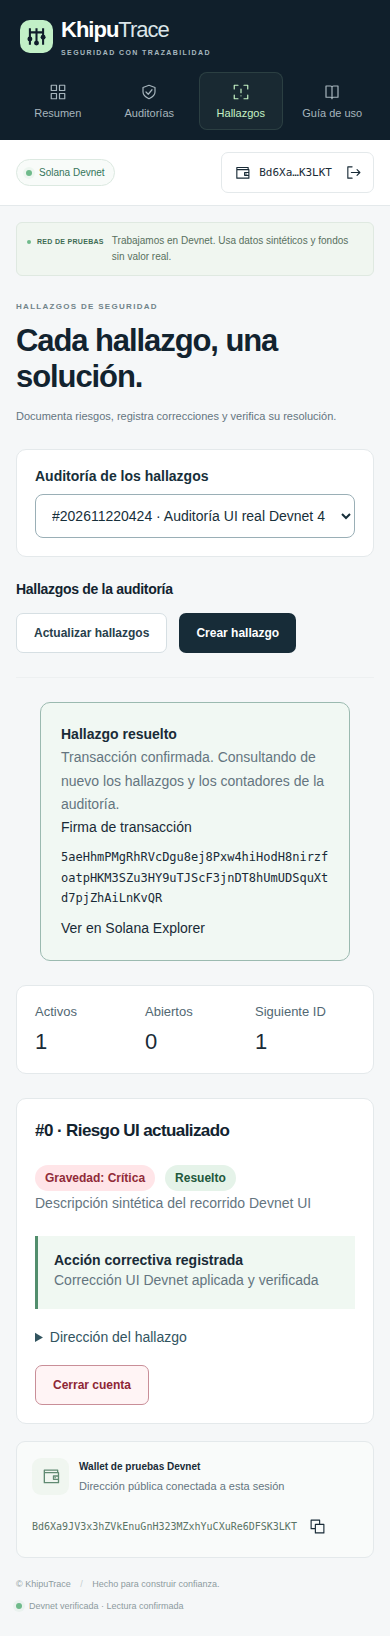 KhipuTrace
SEGURIDAD CON TRAZABILIDAD
Resumen
Auditorías
Hallazgos
Guía de uso
Solana Devnet
Bd6Xa…K3LKT
RED DE PRUEBAS
Trabajamos en Devnet. Usa datos sintéticos y fondos
sin valor real.
HALLAZGOS DE SEGURIDAD
Cada hallazgo, una
solución.
Documenta riesgos, registra correcciones y verifica su resolución.
Auditoría de los hallazgos
#202611220424 · Auditoría UI real Devnet 4
Hallazgos de la auditoría
Actualizar hallazgos
Crear hallazgo
Hallazgo resuelto
Transacción confirmada. Consultando de
nuevo los hallazgos y los contadores de la
auditoría.
Firma de transacción
5aeHhmPMgRhRVcDgu8ej8Pxw4hiHodH8nirzf
oatpHKM3SZu3HY9uTJScF3jnDT8hUmUDSquXt
d7pjZhAiLnKvQR
Ver en Solana Explorer
Activos
Abiertos
Siguiente ID
1
0
1
#0 · Riesgo UI actualizado
Gravedad: Crítica
Resuelto
Descripción sintética del recorrido Devnet UI
Acción correctiva registrada
Corrección UI Devnet aplicada y verificada
Dirección del hallazgo
Cerrar cuenta
Wallet de pruebas Devnet
Dirección pública conectada a esta sesión
Bd6Xa9JV3x3hZVkEnuGnH323MZxhYuCXuRe6DFSK3LKT
© KhipuTrace / Hecho para construir confianza.
Devnet verificada · Lectura confirmada